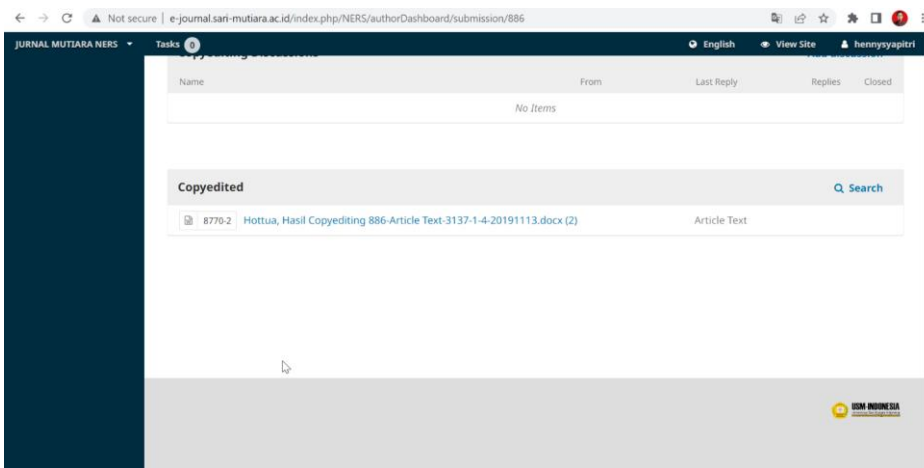 Not secure | e-journal.sari-mutiara.ac.id/index.php/NERS/authorDashboard/submission/886
JURNAL MUTIARA NERS Tasks 0 English View Site hennysyapitri
Name From Last Reply Replies Closed
No Items
Copyedited Search
8770-2 Hottua, Hasil Copyediting 886-Article Text-3137-1-4-20191113.docx (2) Article Text
USM-INDONESIA